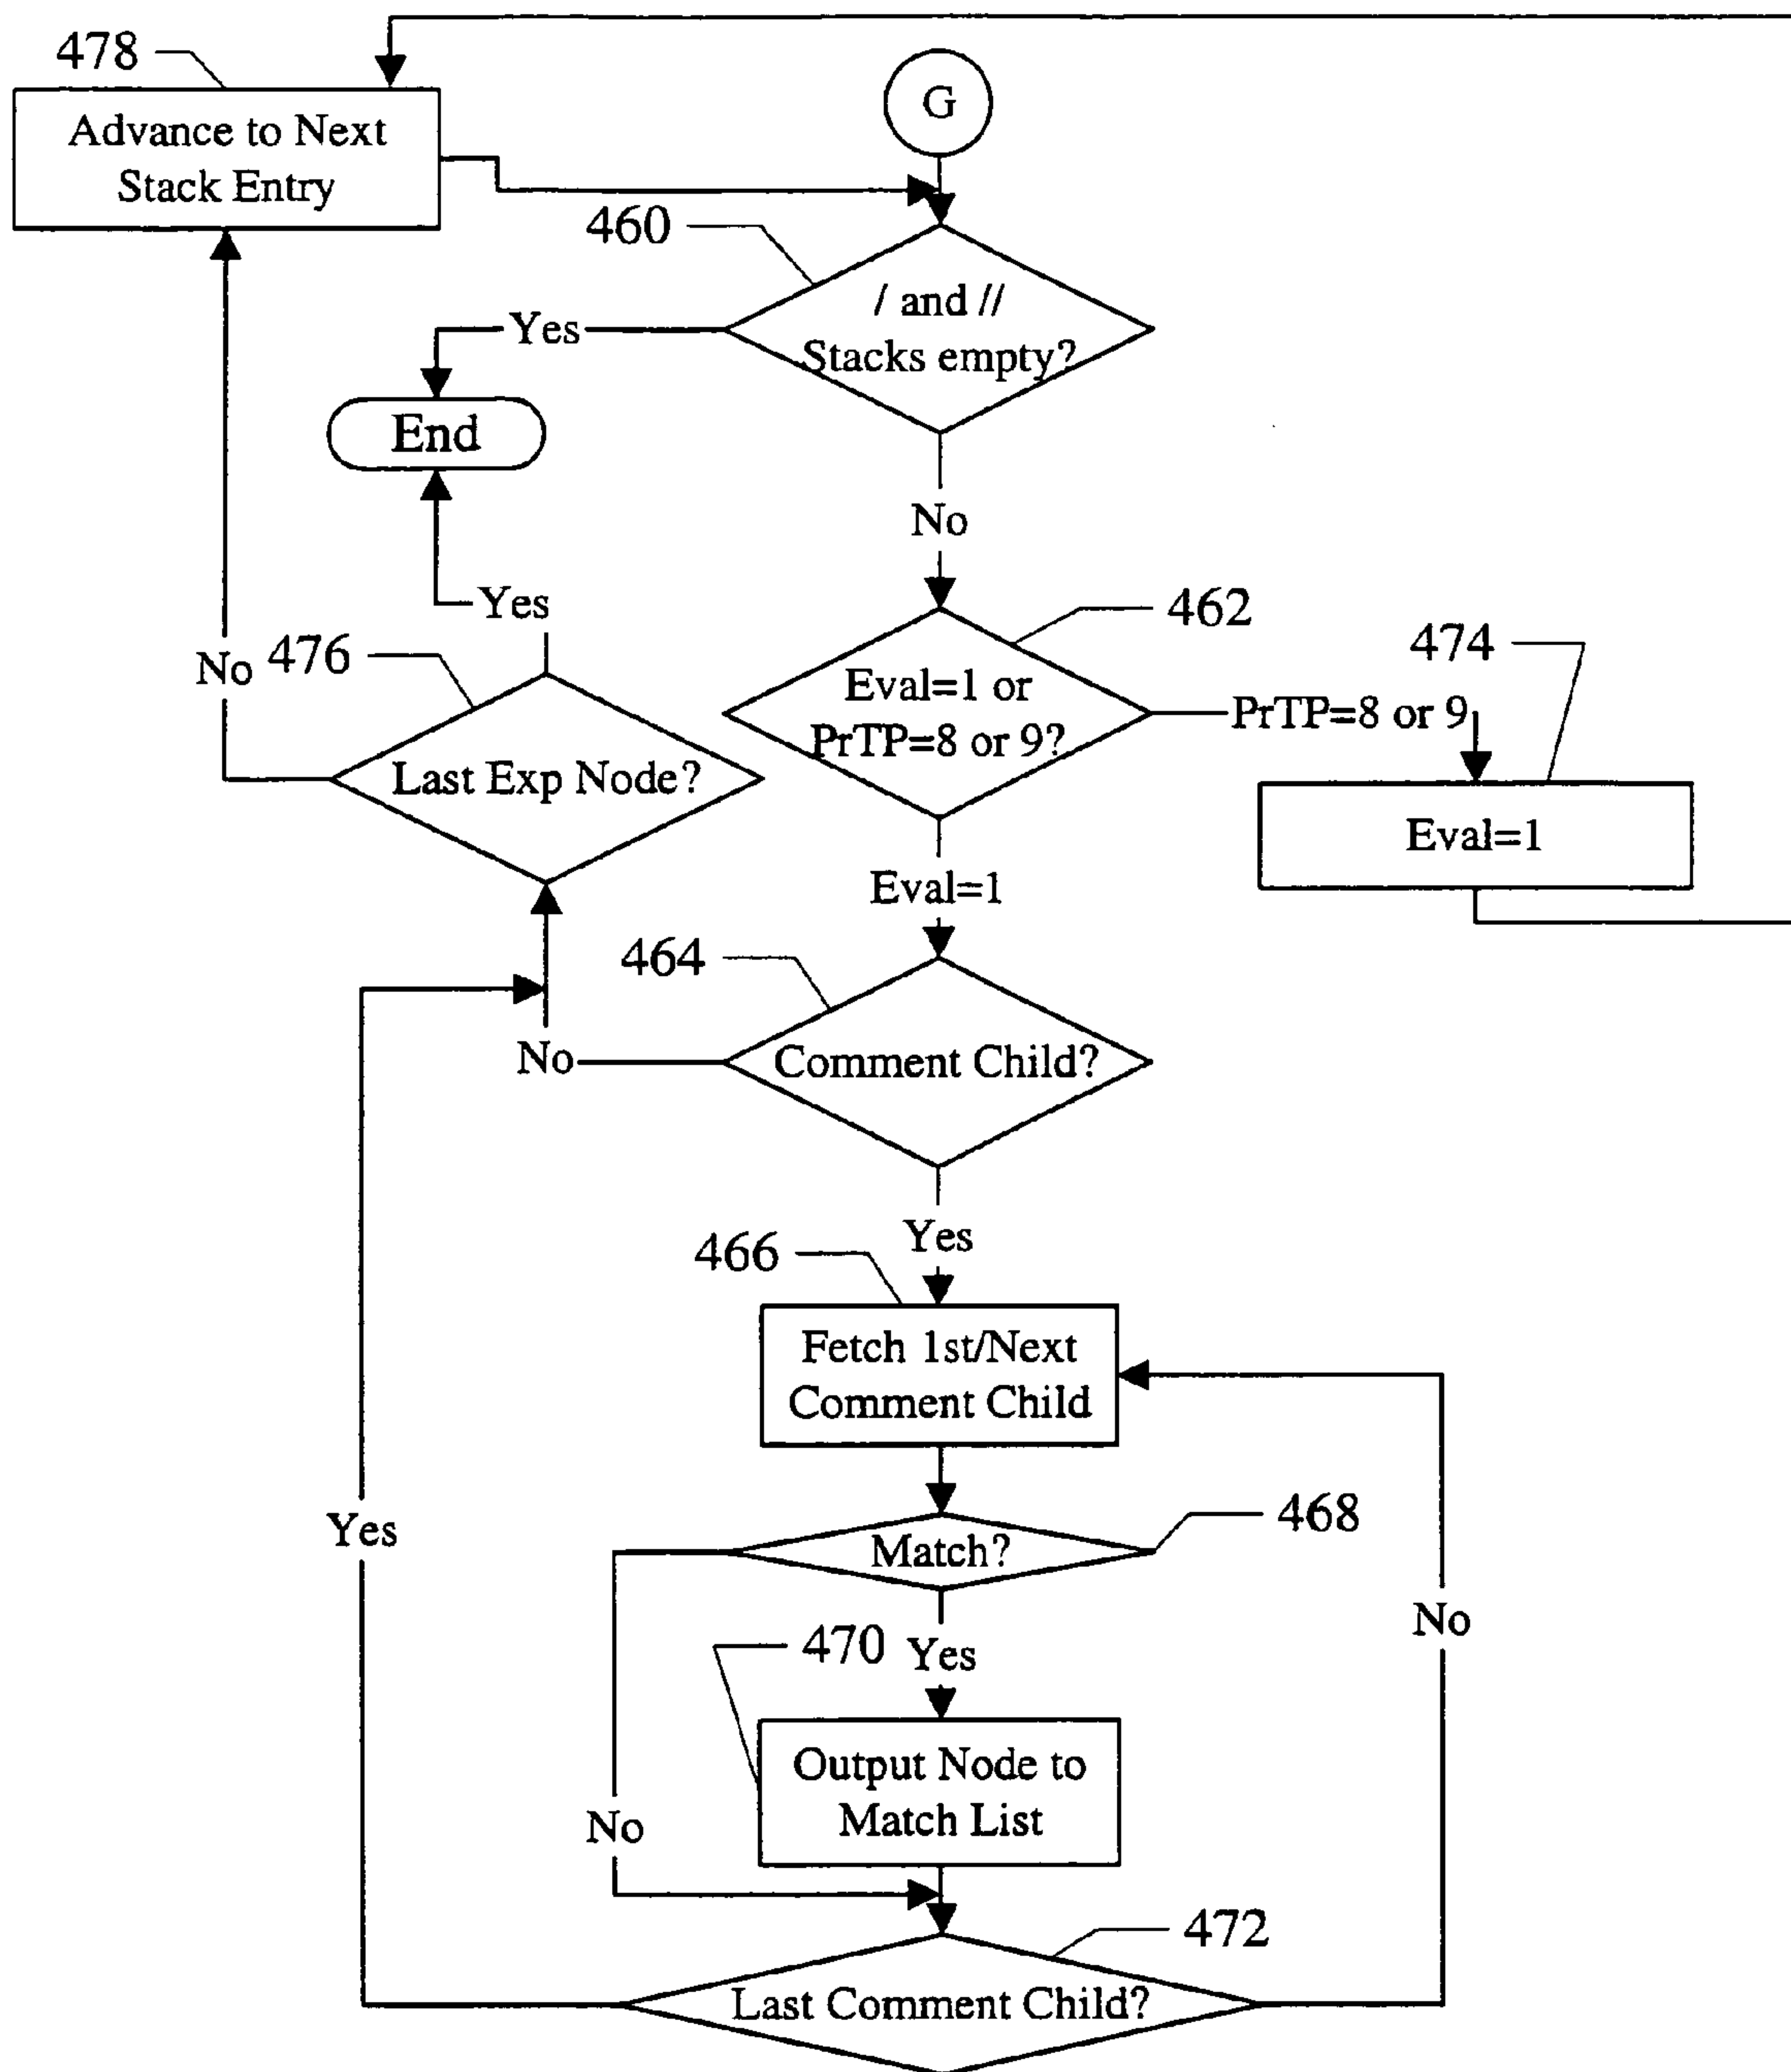 478
Advance to Next
Stack Entry
G
460
/ and //
Stacks empty?
Yes
End
No
Yes
462
474
476
No
Eval=1 or
PrTP=8 or 9?
PrTP=8 or 9
Last Exp Node?
Eval=1
Eval=1
464
Comment Child?
No
Yes
466
Fetch 1st/Next
Comment Child
468
Match?
Yes
No
470
Yes
Output Node to
Match List
No
472
Last Comment Child?